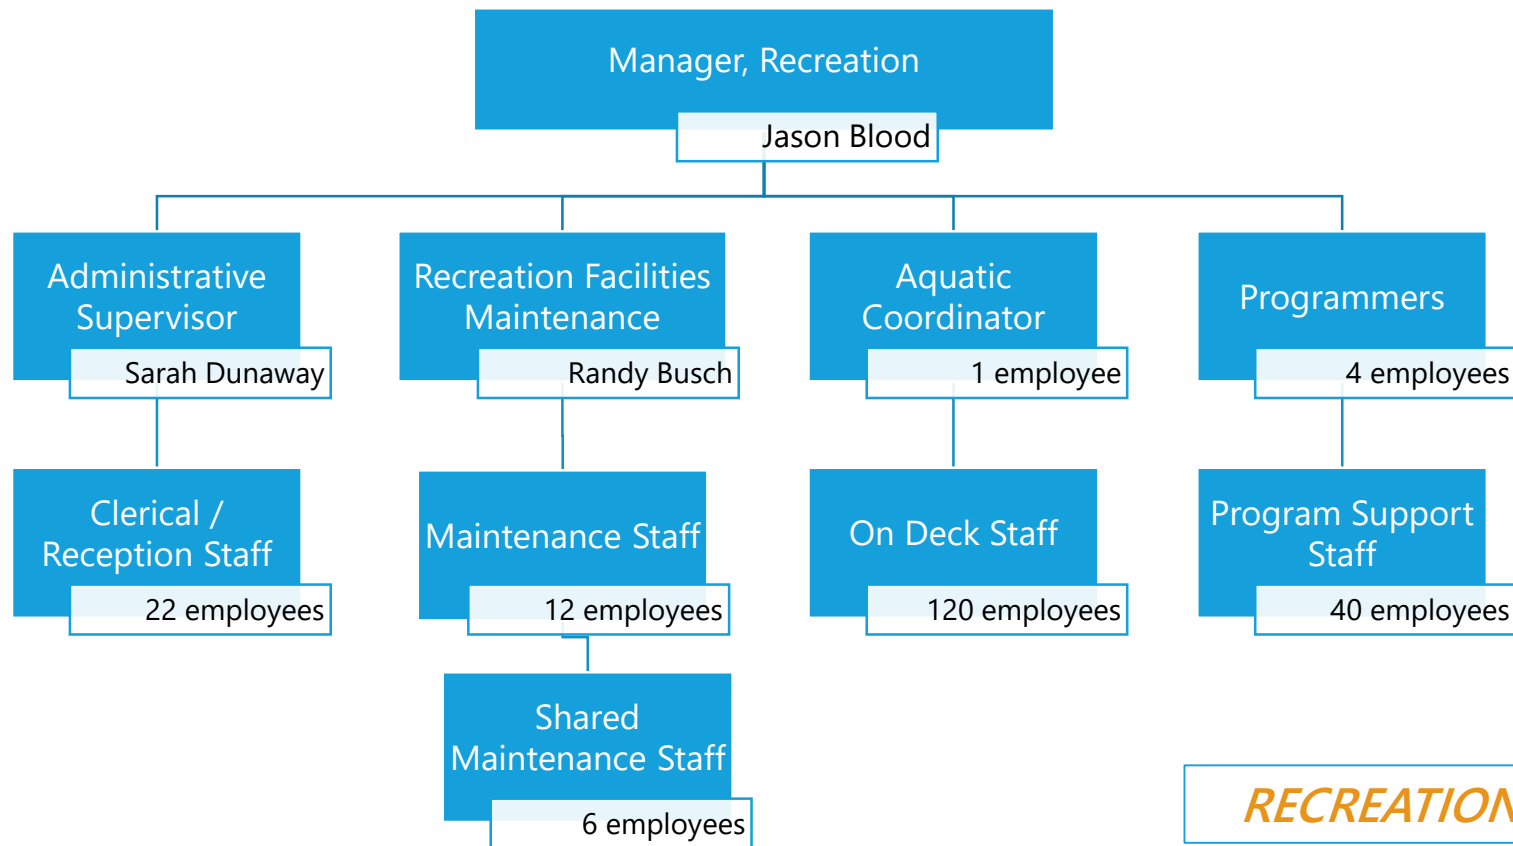 Manager, Recreation
Jason Blood
Administrative
Supervisor
Sarah Dunaway
Recreation Facilities
Maintenance
Randy Busch
Aquatic
Coordinator
1 employee
Programmers
4 employees
Clerical /
Reception Staff
22 employees
Maintenance Staff
12 employees
On Deck Staff
120 employees
Program Support
Staff
40 employees
Shared
Maintenance Staff
6 employees
RECREATION